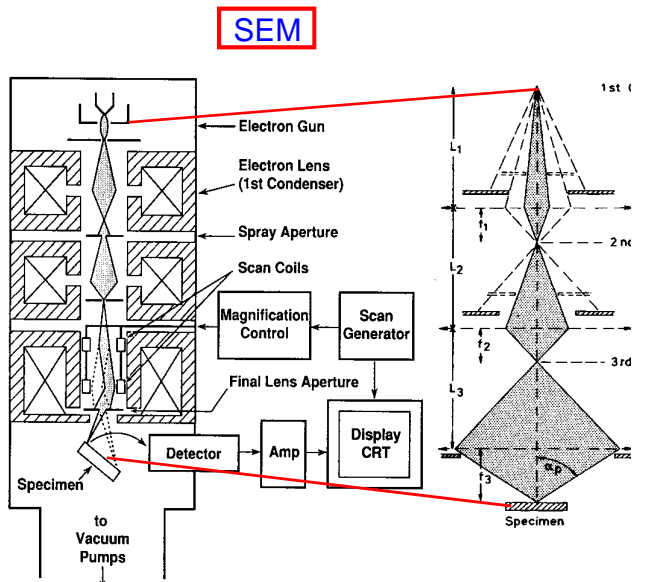 SEM
Electron Gun
Electron Lens
(1st Condenser)
Spray Aperture
Scan Coils
Magnification
Control
Scan
Generator
Final Lens Aperture
Detector
Amp
Display
CRT
Specimen
to
Vacuum
Pumps
1st
L1
f1
2nd
L2
f2
3rd
L3
αp
f3
Specimen